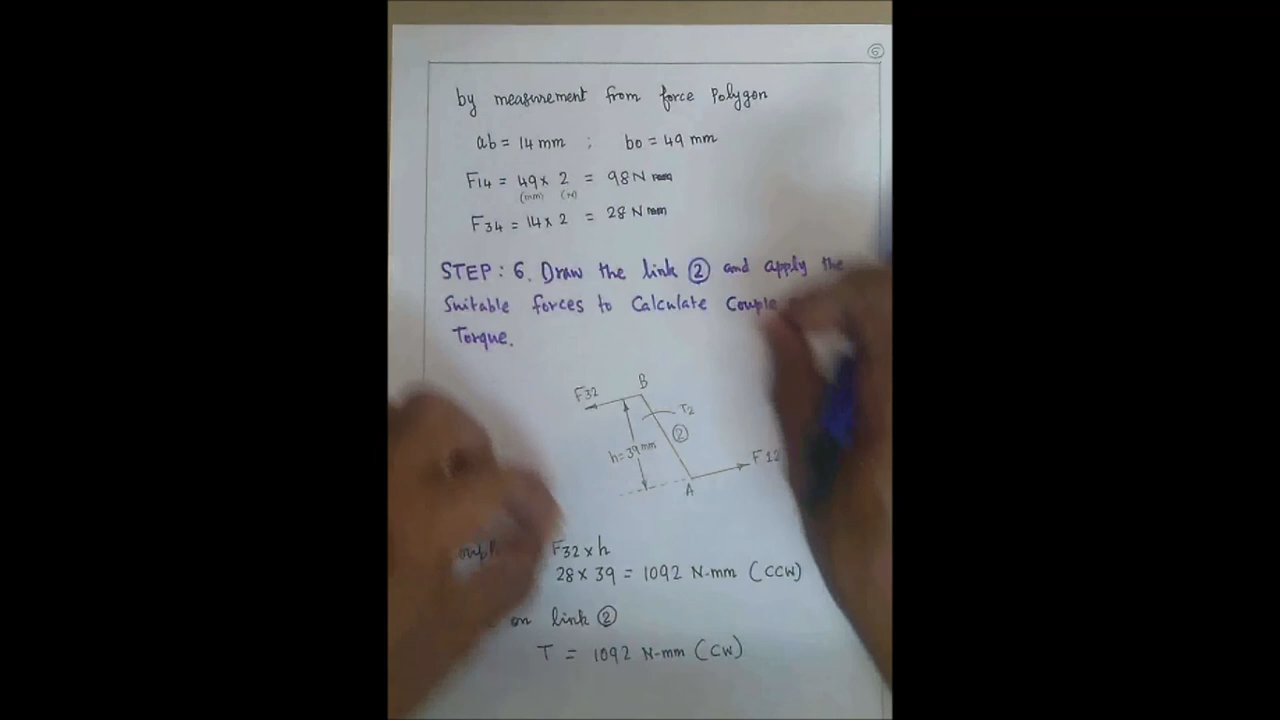 5
by measurement from force Polygon
ab = 14 mm ; bo = 49 mm
F14 = 49 x 2 = 98 N
(mm) (N)
F34 = 14 x 2 = 28 N
STEP: 6. Draw the link 2 and apply the
Suitable forces to Calculate Couple
Torque.
B
F32
T2
2
h=39mm
F12
A
F32 x h
28 x 39 = 1092 N-mm (CCW)
on link 2
T = 1092 N-mm (CW)